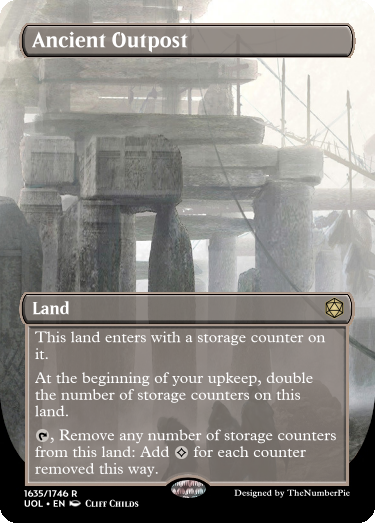 Ancient Outpost
Land
This land enters with a storage counter on
it.
At the beginning of your upkeep, double
the number of storage counters on this
land.
, Remove any number of storage counters
from this land: Add for each counter
removed this way.
1635/1746 R
UOL • EN Cliff Childs
Designed by TheNumberPie